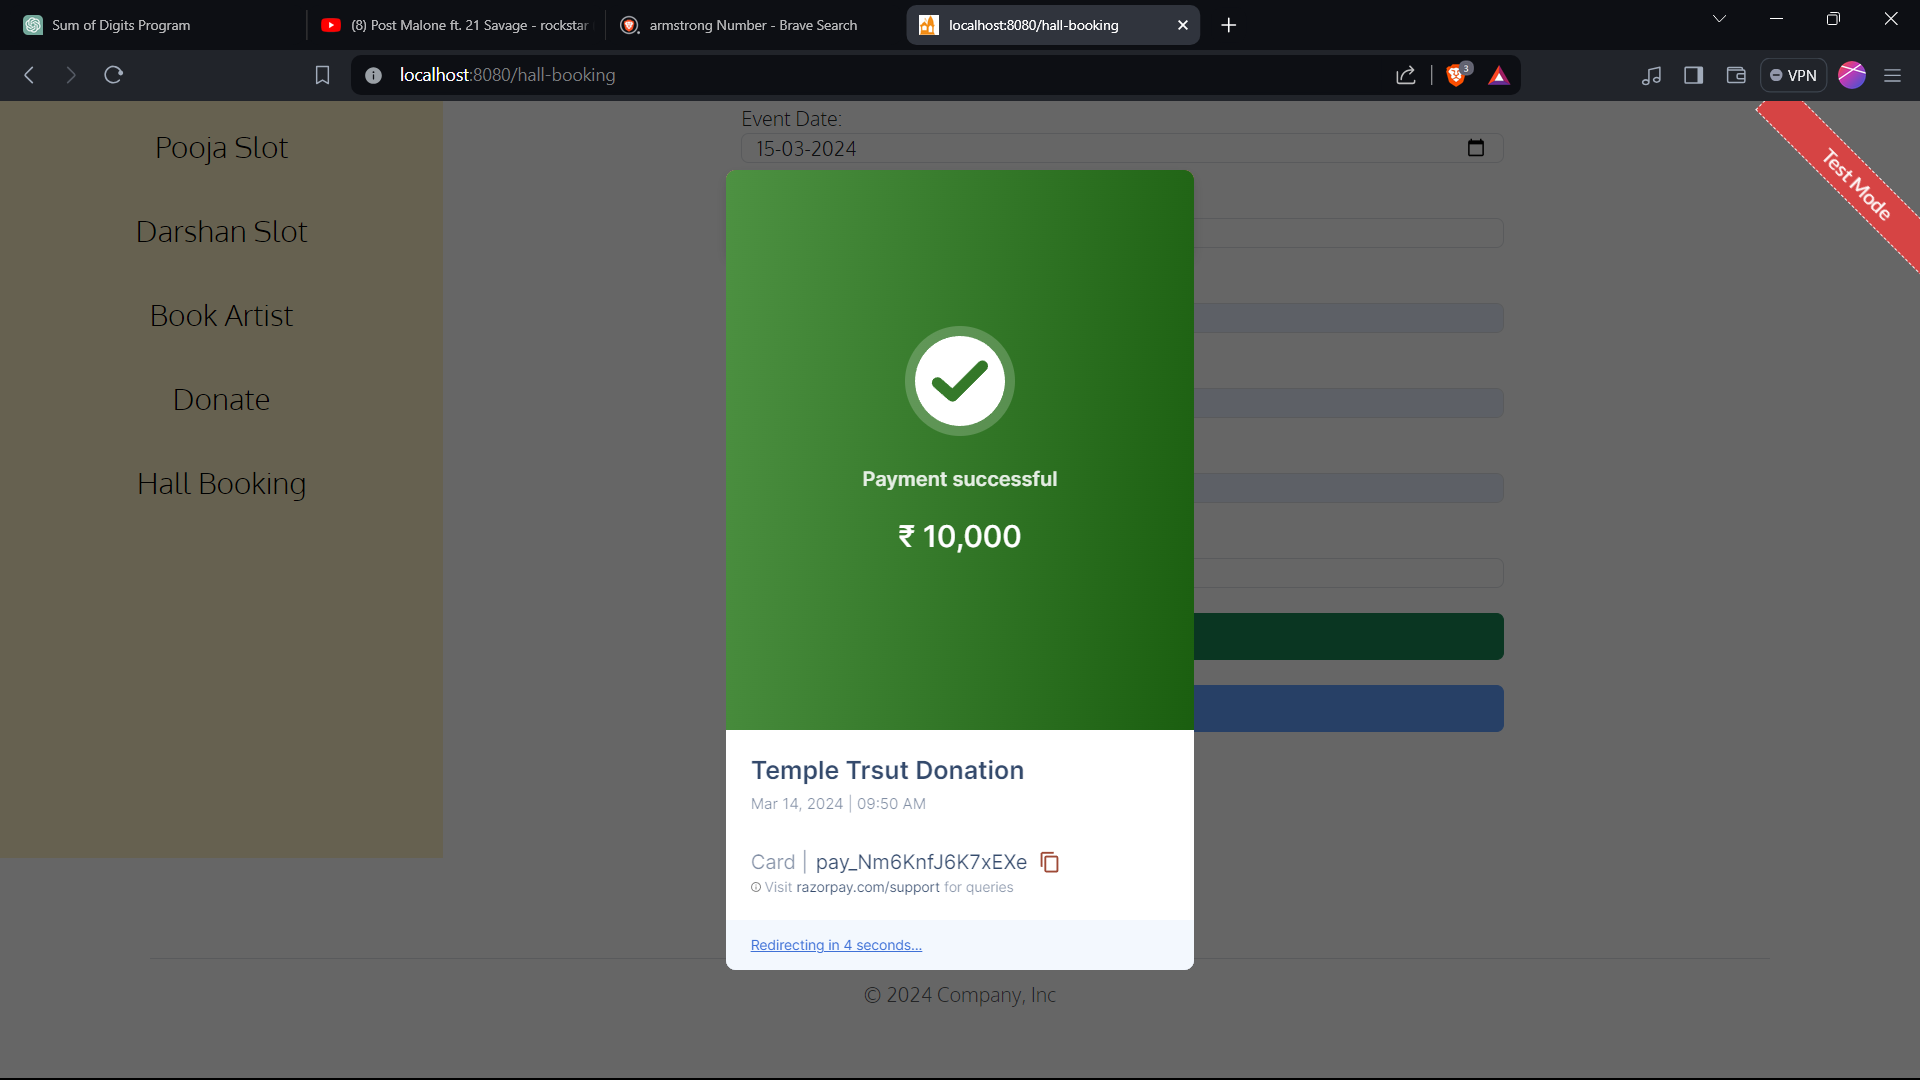 Sum of Digits Program
(8) Post Malone ft. 21 Savage - rockstar
armstrong Number - Brave Search
localhost:8080/hall-booking
localhost:8080/hall-booking
3
VPN
Pooja Slot
Darshan Slot
Book Artist
Donate
Hall Booking
Event Date:
15-03-2024
Test Mode
Payment successful
₹ 10,000
Temple Trsut Donation
Mar 14, 2024 | 09:50 AM
Card | pay_Nm6KnfJ6K7xEXe
Visit razorpay.com/support for queries
Redirecting in 4 seconds...
© 2024 Company, Inc